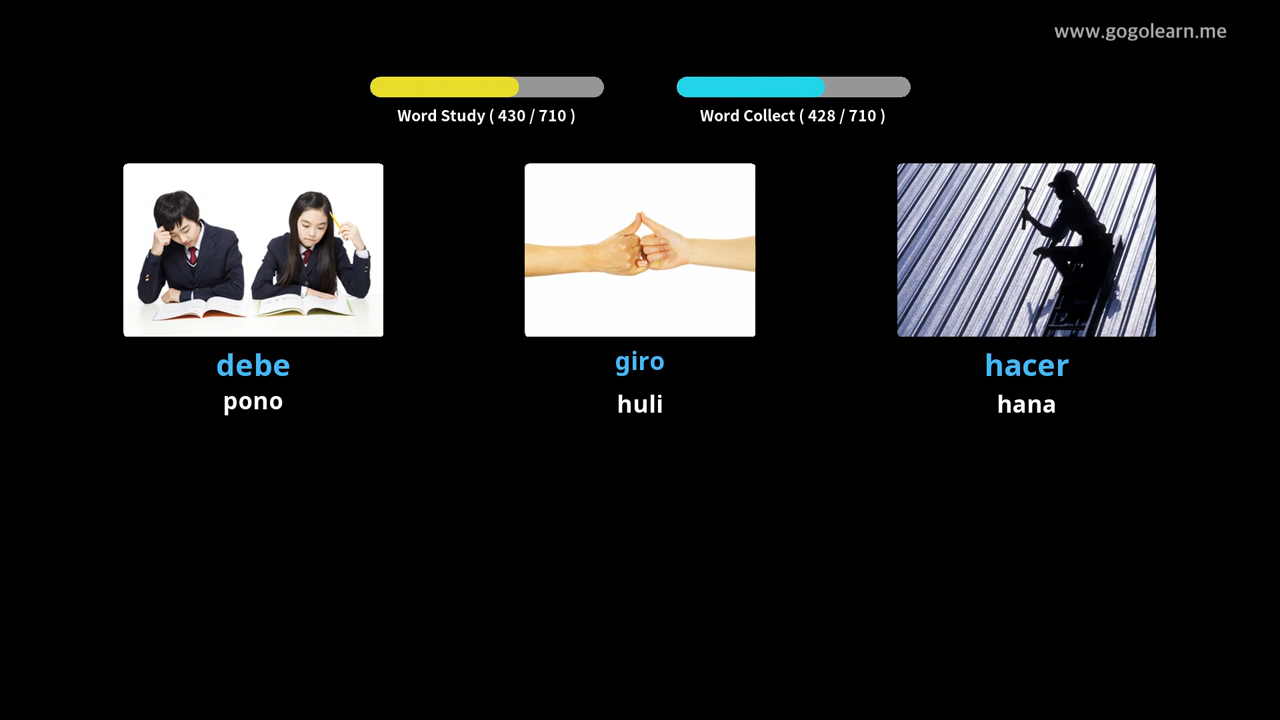 www.gogolearn.me
Word Study ( 430 / 710 )
Word Collect ( 428 / 710 )
debe
pono
giro
huli
hacer
hana